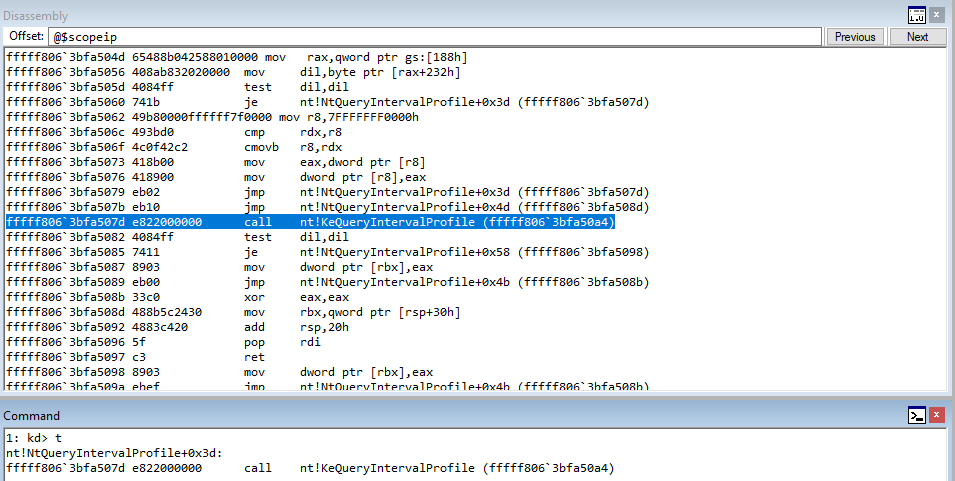 Disassembly
Offset: @$scopeip Previous Next
fffff806`3bfa504d 65488b042588010000 mov rax,qword ptr gs:[188h]
fffff806`3bfa5056 408ab832020000 mov dil,byte ptr [rax+232h]
fffff806`3bfa505d 4084ff test dil,dil
fffff806`3bfa5060 741b je nt!NtQueryIntervalProfile+0x3d (fffff806`3bfa507d)
fffff806`3bfa5062 49b80000ffffff7f0000 mov r8,7FFFFFFF0000h
fffff806`3bfa506c 493bd0 cmp rdx,r8
fffff806`3bfa506f 4c0f42c2 cmovb r8,rdx
fffff806`3bfa5073 418b00 mov eax,dword ptr [r8]
fffff806`3bfa5076 418900 mov dword ptr [r8],eax
fffff806`3bfa5079 eb02 jmp nt!NtQueryIntervalProfile+0x3d (fffff806`3bfa507d)
fffff806`3bfa507b eb10 jmp nt!NtQueryIntervalProfile+0x4d (fffff806`3bfa508d)
fffff806`3bfa507d e822000000 call nt!KeQueryIntervalProfile (fffff806`3bfa50a4)
fffff806`3bfa5082 4084ff test dil,dil
fffff806`3bfa5085 7411 je nt!NtQueryIntervalProfile+0x58 (fffff806`3bfa5098)
fffff806`3bfa5087 8903 mov dword ptr [rbx],eax
fffff806`3bfa5089 eb00 jmp nt!NtQueryIntervalProfile+0x4b (fffff806`3bfa508b)
fffff806`3bfa508b 33c0 xor eax,eax
fffff806`3bfa508d 488b5c2430 mov rbx,qword ptr [rsp+30h]
fffff806`3bfa5092 4883c420 add rsp,20h
fffff806`3bfa5096 5f pop rdi
fffff806`3bfa5097 c3 ret
fffff806`3bfa5098 8903 mov dword ptr [rbx],eax
fffff806`3bfa509a ebef jmp nt!NtQueryIntervalProfile+0x4b (fffff806`3bfa508b)
Command
1: kd> t
nt!NtQueryIntervalProfile+0x3d:
fffff806`3bfa507d e822000000 call nt!KeQueryIntervalProfile (fffff806`3bfa50a4)